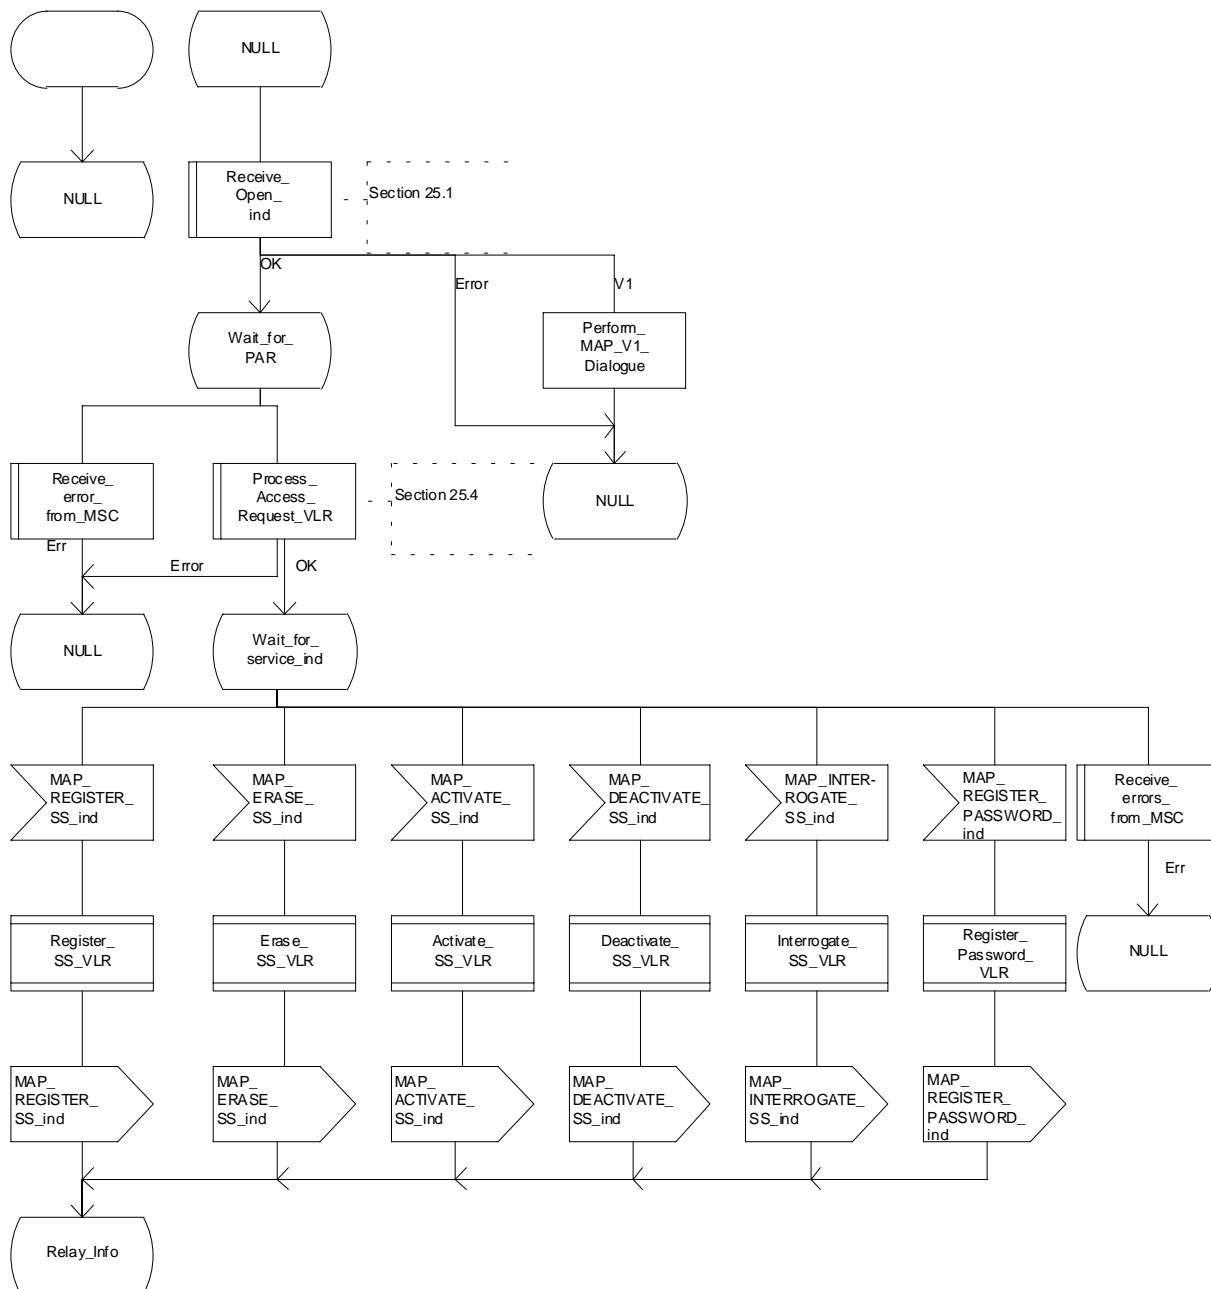 NULL
NULL
Receive_
Open_
ind
Section 25.1
OK
Error
V1
Wait_for_
PAR
Perform_
MAP_V1_
Dialogue
Receive_
error_
from_MSC
Process_
Access_
Request_VLR
Section 25.4
NULL
Err
Error
OK
NULL
Wait_for_
service_ind
MAP_
REGISTER_
SS_ind
MAP_
ERASE_
SS_ind
MAP_
ACTIVATE_
SS_ind
MAP_
DEACTIVATE_
SS_ind
MAP_INTER-
ROGATE_
SS_ind
MAP_
REGISTER_
PASSWORD_
ind
Receive_
errors_
from_MSC
Err
Register_
SS_VLR
Erase_
SS_VLR
Activate_
SS_VLR
Deactivate_
SS_VLR
Interrogate_
SS_VLR
Register_
Password_
VLR
NULL
MAP_
REGISTER_
SS_ind
MAP_
ERASE_
SS_ind
MAP_
ACTIVATE_
SS_ind
MAP_
DEACTIVATE_
SS_ind
MAP_
INTERROGATE_
SS_ind
MAP_
REGISTER_
PASSWORD_
ind
Relay_Info